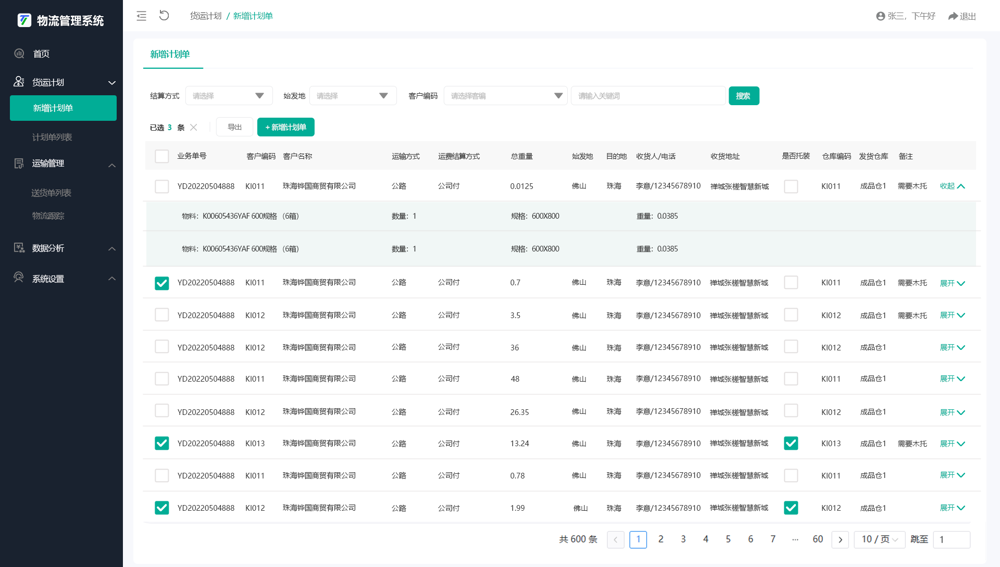 物流管理系统
首页
货运计划
新增计划单
计划单列表
运输管理
送货单列表
物流跟踪
数据分析
系统设置
货运计划 / 新增计划单
张三，下午好 退出
新增计划单
结算方式 请选择 始发地 请选择 客户编码 请选择客编 请输入关键词 搜索
已选 3 条 导出 + 新增计划单
业务单号 客户编码 客户名称 运输方式 运费结算方式 总重量 始发地 目的地 收货人/电话 收货地址 是否托装 仓库编码 发货仓库 备注
YD20220504888 KI011 珠海铧国商贸有限公司 公路 公司付 0.0125 佛山 珠海 李意/12345678910 禅城张槎智慧新城 KI011 成品仓1 需要木托 收起
物料：K00605436YAF 600规格（6箱） 数量：1 规格：600X800 重量：0.0385
物料：K00605436YAF 600规格（6箱） 数量：1 规格：600X800 重量：0.0385
YD20220504888 KI011 珠海铧国商贸有限公司 公路 公司付 0.7 佛山 珠海 李意/12345678910 禅城张槎智慧新城 KI011 成品仓1 需要木托 展开
YD20220504888 KI012 珠海铧国商贸有限公司 公路 公司付 3.5 佛山 珠海 李意/12345678910 禅城张槎智慧新城 KI012 成品仓1 需要木托 展开
YD20220504888 KI012 珠海铧国商贸有限公司 公路 公司付 36 佛山 珠海 李意/12345678910 禅城张槎智慧新城 KI012 成品仓1 展开
YD20220504888 KI011 珠海铧国商贸有限公司 公路 公司付 48 佛山 珠海 李意/12345678910 禅城张槎智慧新城 KI011 成品仓1 展开
YD20220504888 KI012 珠海铧国商贸有限公司 公路 公司付 26.35 佛山 珠海 李意/12345678910 禅城张槎智慧新城 KI012 成品仓1 展开
YD20220504888 KI013 珠海铧国商贸有限公司 公路 公司付 13.24 佛山 珠海 李意/12345678910 禅城张槎智慧新城 KI013 成品仓1 需要木托 展开
YD20220504888 KI011 珠海铧国商贸有限公司 公路 公司付 0.78 佛山 珠海 李意/12345678910 禅城张槎智慧新城 KI011 成品仓1 展开
YD20220504888 KI012 珠海铧国商贸有限公司 公路 公司付 1.99 佛山 珠海 李意/12345678910 禅城张槎智慧新城 KI012 成品仓1 展开
共 600 条 1 2 3 4 5 6 7 ··· 60 10 / 页 跳至 1